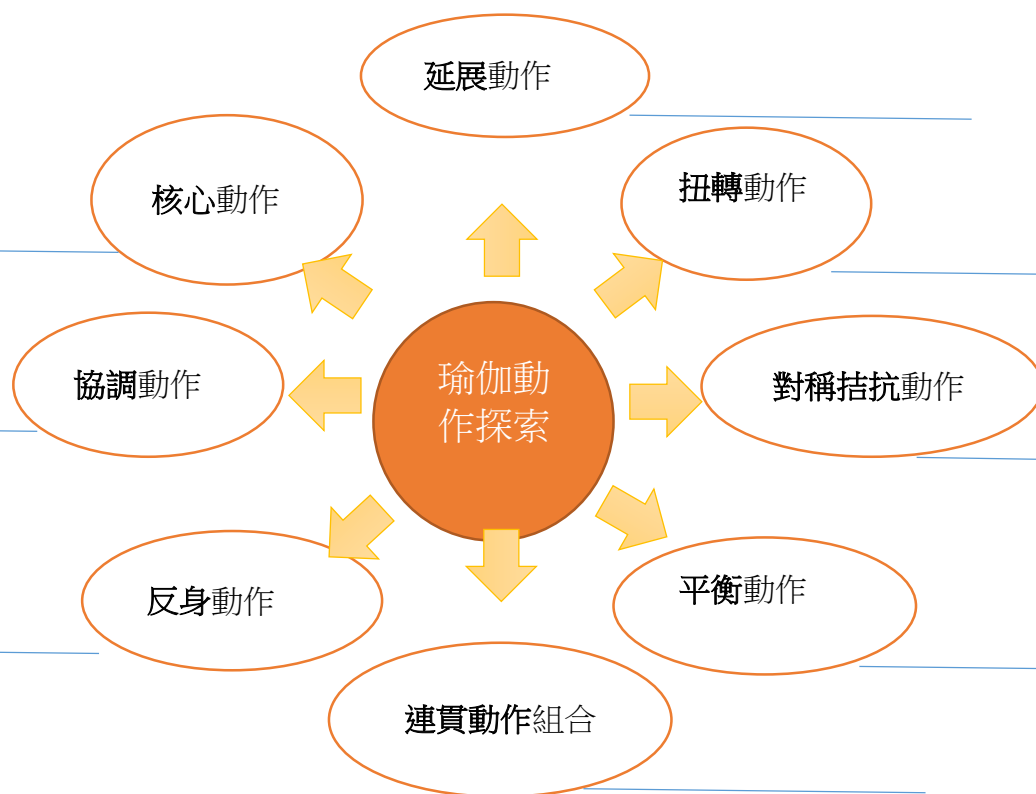 延展動作
核心動作
扭轉動作
協調動作
瑜伽動
作探索
對稱拮抗動作
反身動作
平衡動作
連貫動作組合